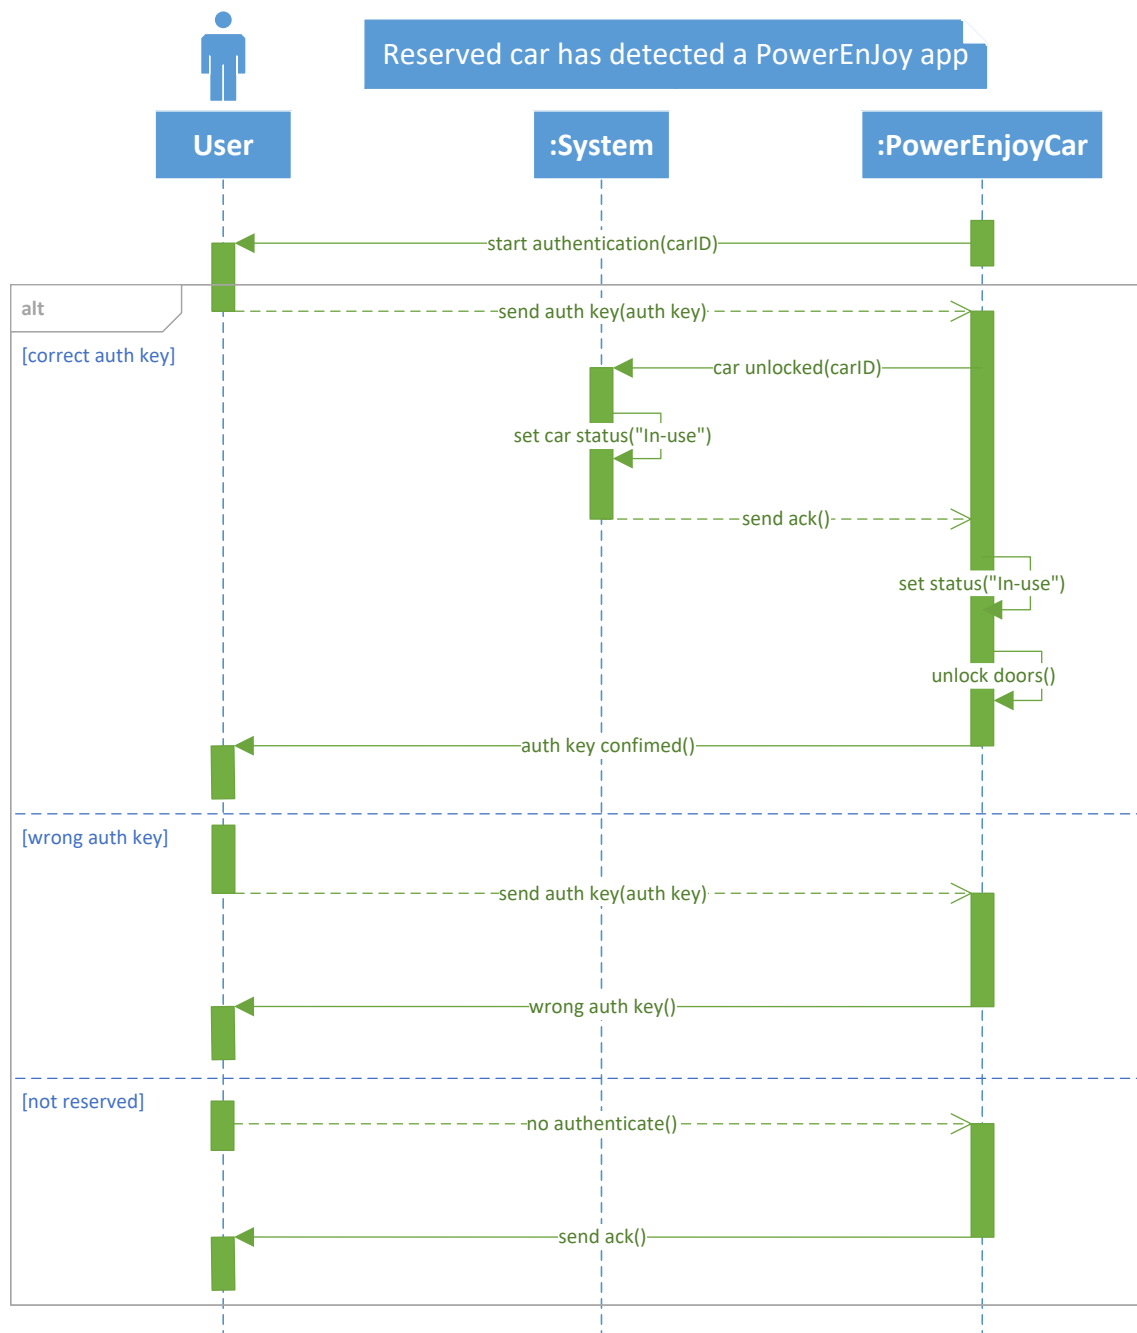 Reserved car has detected a PowerEnJoy app
User
:System
:PowerEnjoyCar
start authentication(carID)
alt
send auth key(auth key)
[correct auth key]
car unlocked(carID)
set car status("In-use")
send ack()
set status("In-use")
unlock doors()
auth key confimed()
[wrong auth key]
send auth key(auth key)
wrong auth key()
[not reserved]
no authenticate()
send ack()